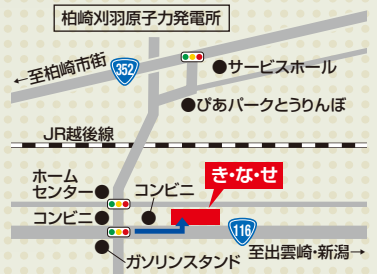 柏崎刈羽原子力発電所
←至柏崎市街
352
●サービスホール
●ぴあパークとうりんぼ
JR越後線
ホーム
センター●
コンビニ
き・な・せ
コンビニ●
116
至出雲崎・新潟→
ガソリンスタンド